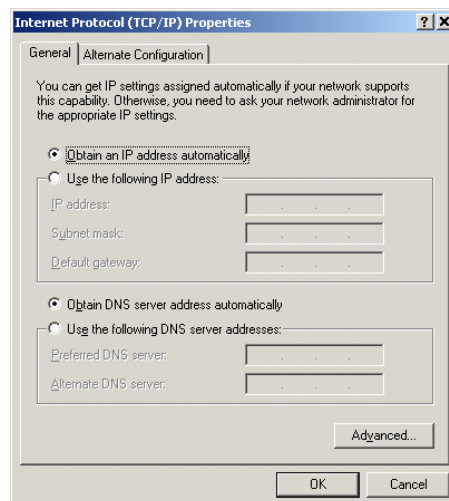 Internet Protocol (TCP/IP) Properties
General Alternate Configuration
You can get IP settings assigned automatically if your network supports
this capability. Otherwise, you need to ask your network administrator for
the appropriate IP settings.
Obtain an IP address automatically
Use the following IP address:
IP address:
Subnet mask:
Default gateway:
Obtain DNS server address automatically
Use the following DNS server addresses:
Preferred DNS server:
Alternate DNS server:
Advanced...
OK Cancel